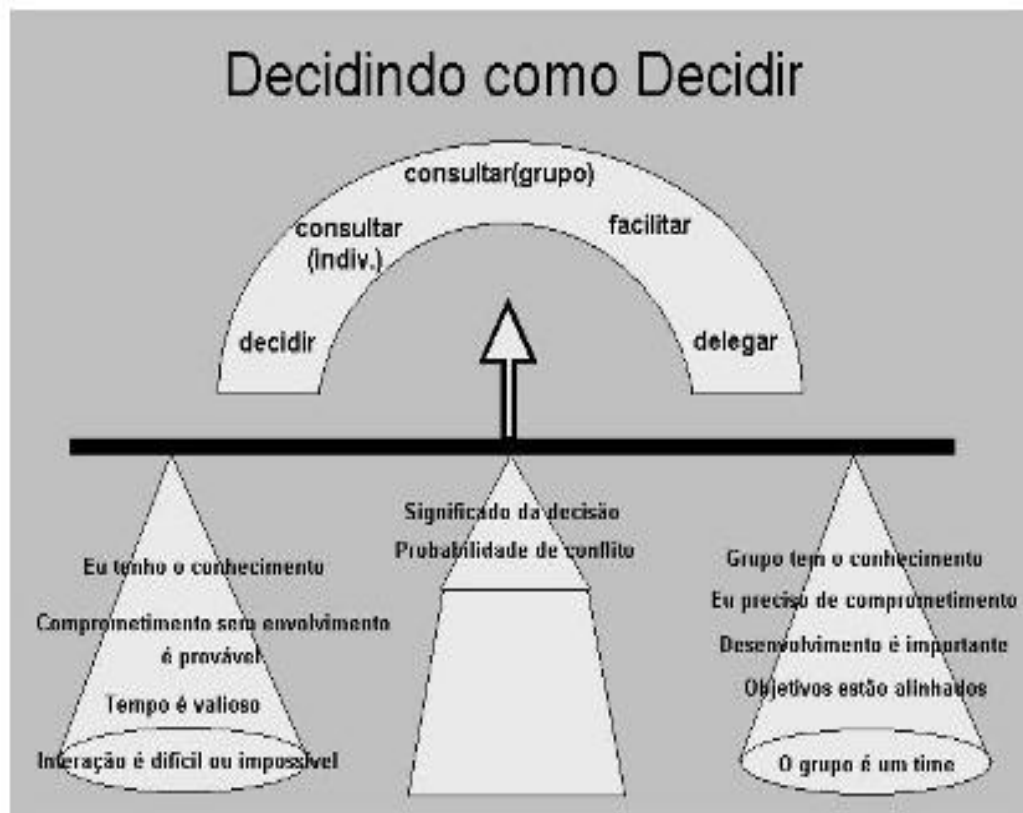 Decidindo como Decidir
consultar(grupo)
consultar
(indiv.)
facilitar
decidir
delegar
Eu tenho o conhecimento
Comprometimento sem envolvimento
é provável
Tempo é valioso
Interação é difícil ou impossível
Significado da decisão
Probabilidade de conflito
Grupo tem o conhecimento
Eu preciso de comprometimento
Desenvolvimento é importante
Objetivos estão alinhados
O grupo é um time